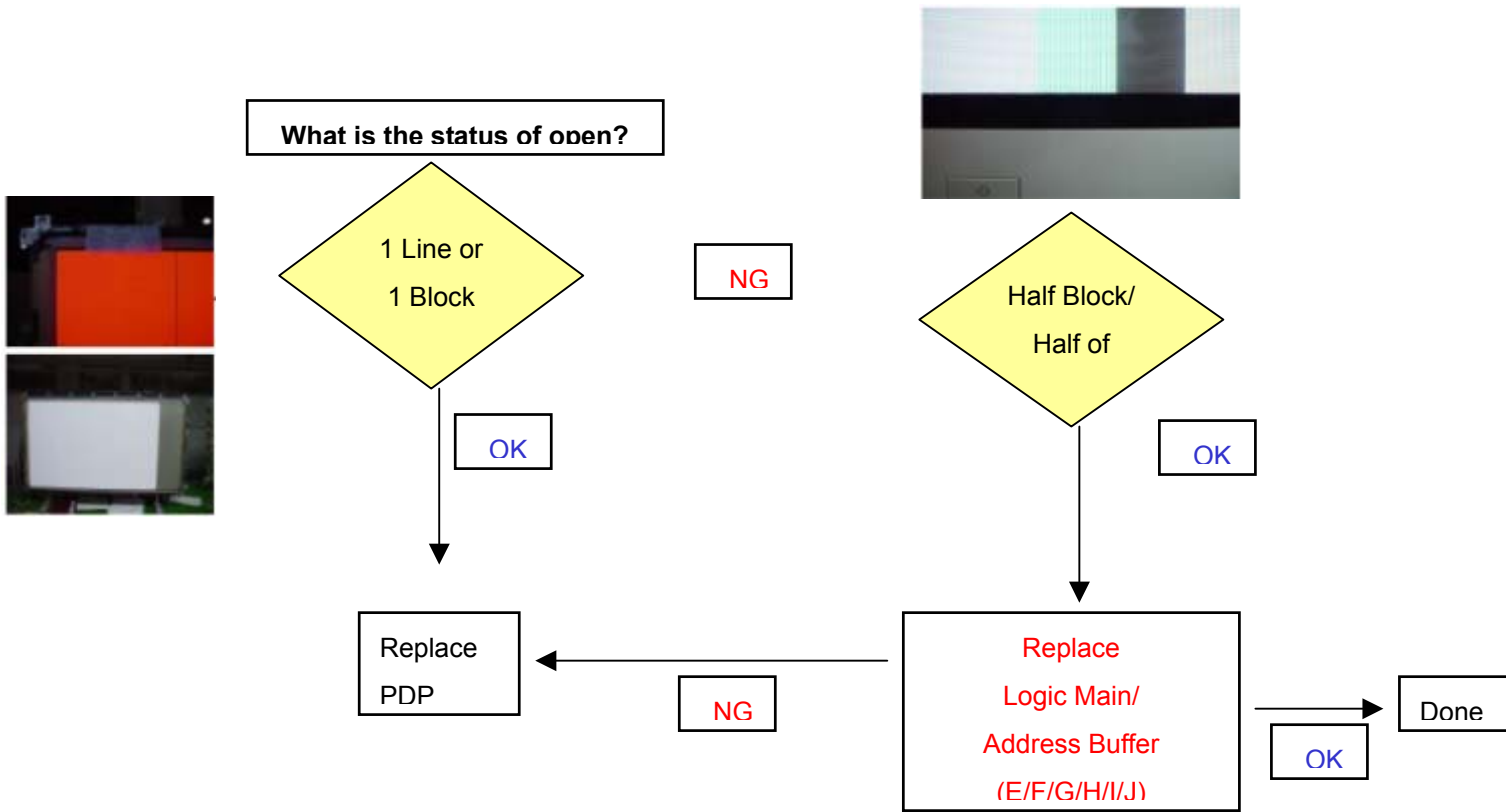 What is the status of open?
1 Line or
1 Block
NG
Half Block/
Half of
OK
OK
Replace
PDP
NG
Replace
Logic Main/
Address Buffer
(E/F/G/H/I/J)
OK
Done